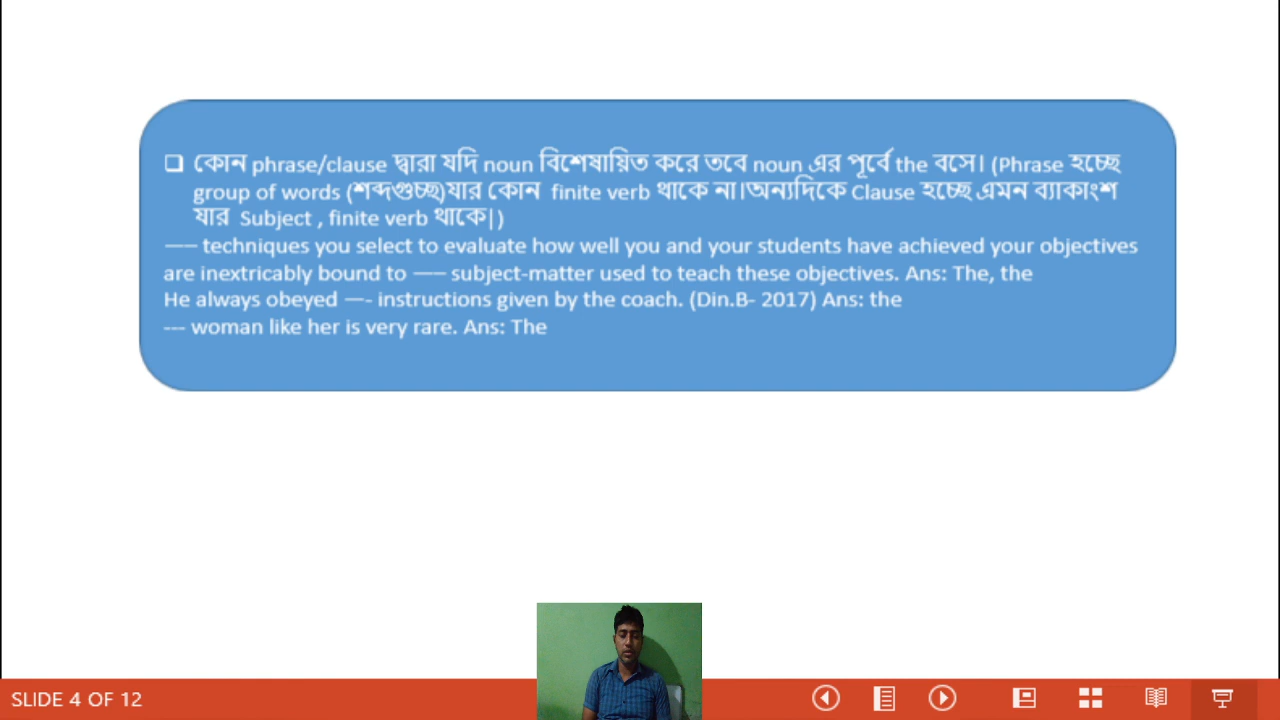 ❑ কোন phrase/clause দ্বারা যদি noun বিশেষায়িত করে তবে noun এর পূর্বে the বসে। (Phrase হচ্ছে
group of words (শব্দগুচ্ছ)যার কোন finite verb থাকে না।অন্যদিকে Clause হচ্ছে এমন ব্যাকাংশ
যার Subject , finite verb থাকে|)
—– techniques you select to evaluate how well you and your students have achieved your objectives
are inextricably bound to —– subject-matter used to teach these objectives. Ans: The, the
He always obeyed —- instructions given by the coach. (Din.B- 2017) Ans: the
--- woman like her is very rare. Ans: The
SLIDE 4 OF 12